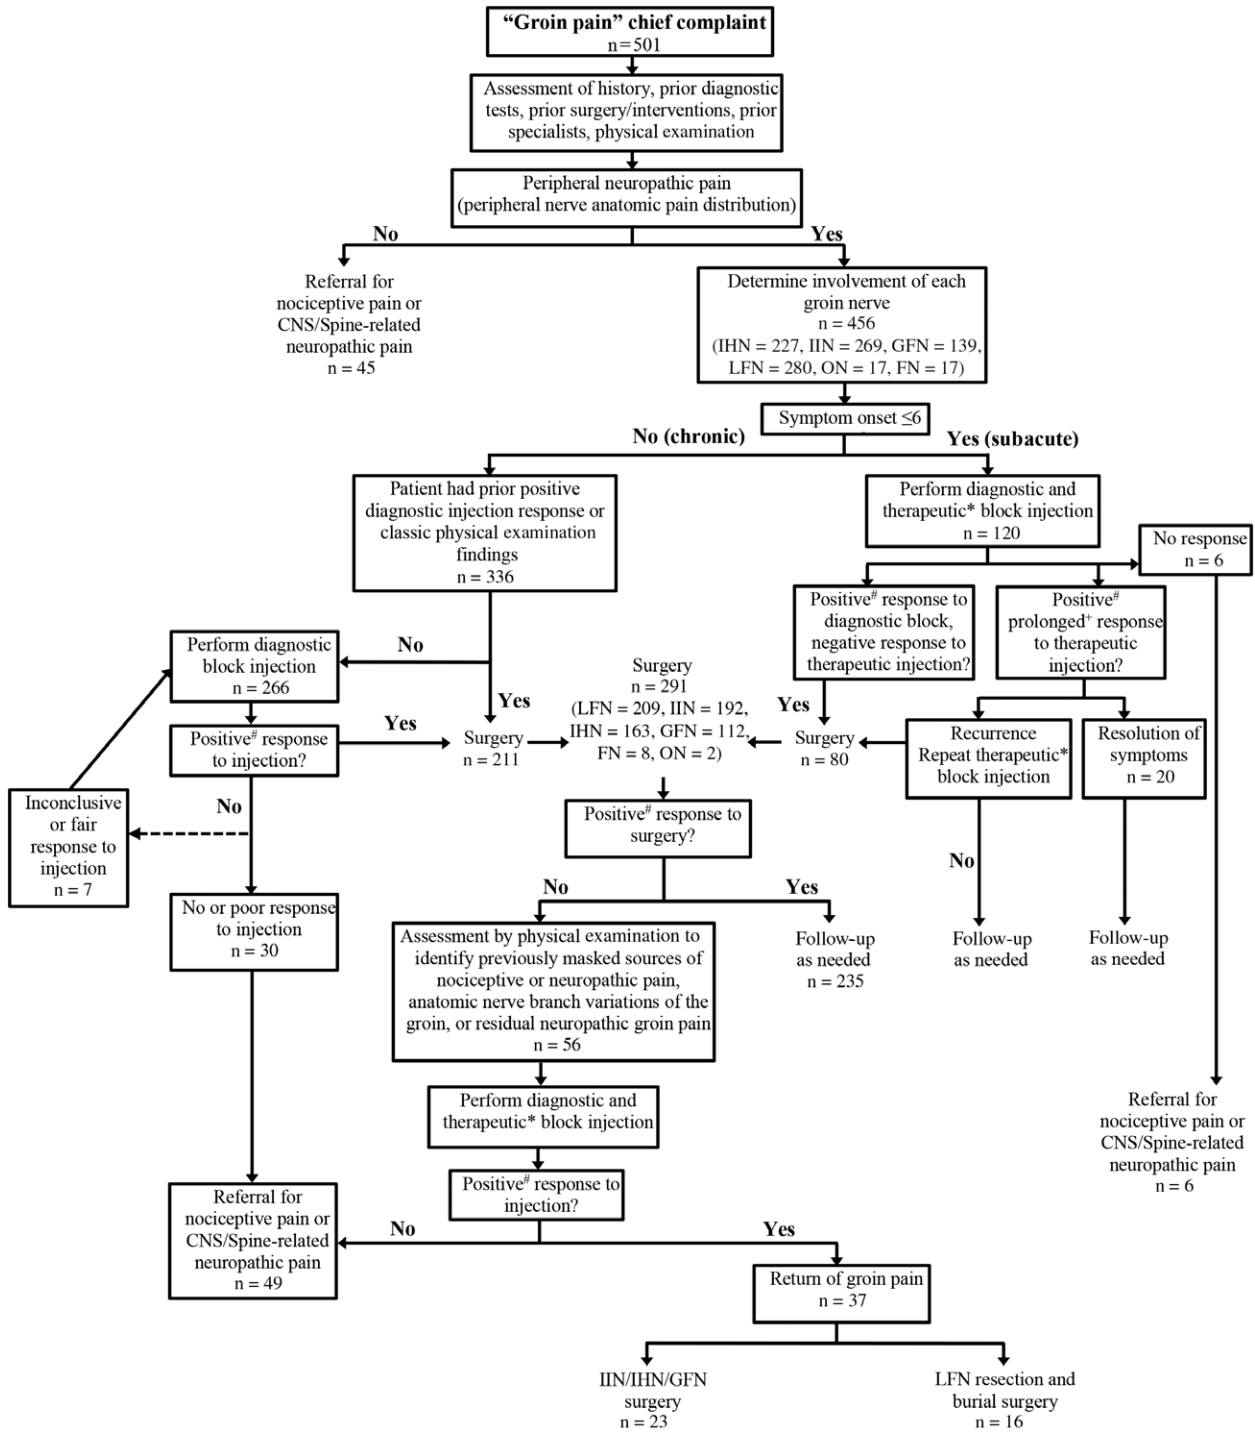 “Groin pain” chief complaint
n=501
Assessment of history, prior diagnostic
tests, prior surgery/interventions, prior
specialists, physical examination
Peripheral neuropathic pain
(peripheral nerve anatomic pain distribution)
No
Yes
Referral for
nociceptive pain or
CNS/Spine-related
neuropathic pain
n = 45
Determine involvement of each
groin nerve
n = 456
(IHN = 227, IIN = 269, GFN = 139,
LFN = 280, ON = 17, FN = 17)
Symptom onset ≤6
No (chronic)
Yes (subacute)
Patient had prior positive
diagnostic injection response or
classic physical examination
findings
n = 336
Perform diagnostic and
therapeutic* block injection
n = 120
No response
n = 6
Positive# response to
diagnostic block,
negative response to
therapeutic injection?
Positive#
prolonged+ response
to therapeutic
injection?
Perform diagnostic
block injection
n = 266
No
Yes
Surgery
n = 291
(LFN = 209, IIN = 192,
IHN = 163, GFN = 112,
FN = 8, ON = 2)
Yes
Positive# response
to injection?
Yes
Surgery
n = 211
Surgery
n = 80
Recurrence
Repeat therapeutic*
block injection
Resolution of
symptoms
n = 20
Inconclusive
or fair
response to
injection
n = 7
No
Positive# response to
surgery?
No
Yes
No
No or poor response
to injection
n = 30
Assessment by physical examination to
identify previously masked sources of
nociceptive or neuropathic pain,
anatomic nerve branch variations of the
groin, or residual neuropathic groin pain
n = 56
Follow-up
as needed
n = 235
Follow-up
as needed
Follow-up
as needed
Perform diagnostic and
therapeutic* block injection
Referral for
nociceptive pain or
CNS/Spine-related
neuropathic pain
n = 6
Positive# response to
injection?
Referral for
nociceptive pain or
CNS/Spine-related
neuropathic pain
n = 49
No
Yes
Return of groin pain
n = 37
IIN/IHN/GFN
surgery
n = 23
LFN resection and
burial surgery
n = 16